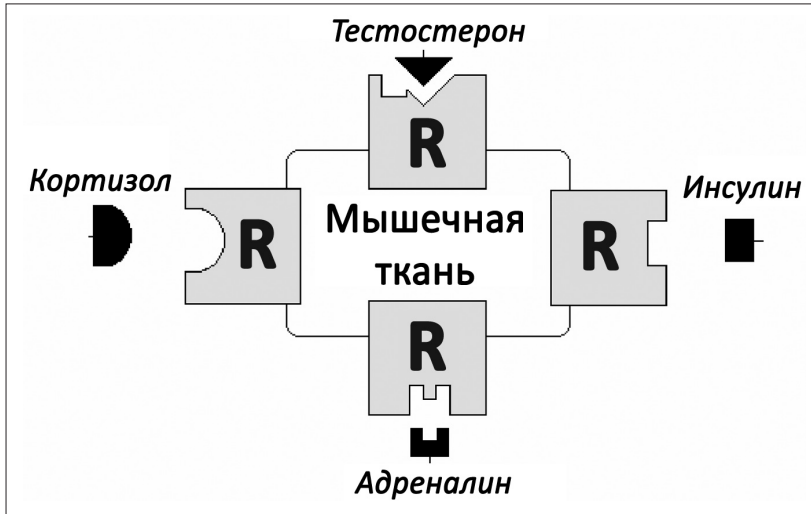 Тестостерон
R
Кортизол
R
Мышечная
ткань
R
Инсулин
R
Адреналин